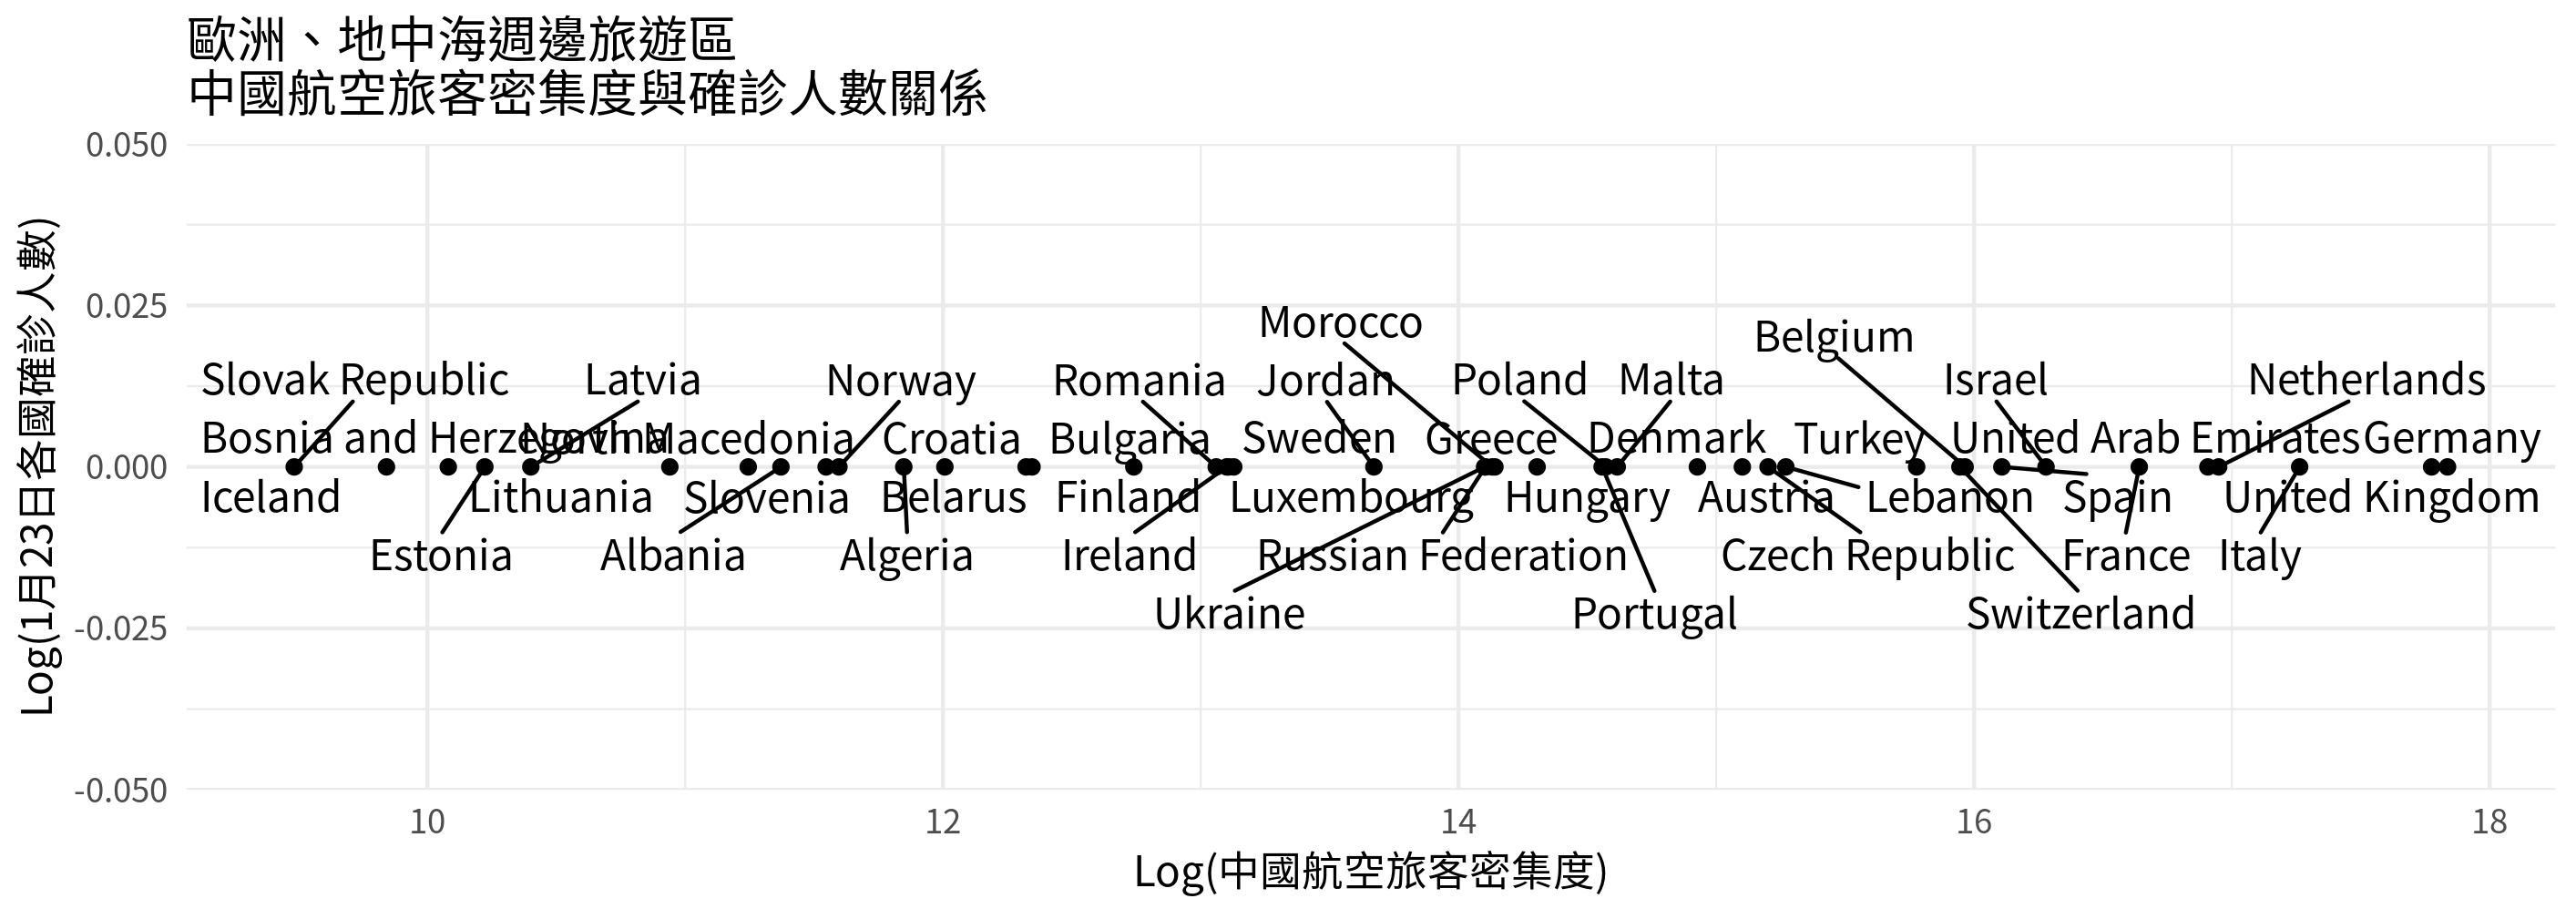 歐洲、地中海週邊旅遊區
中國航空旅客密集度與確診人數關係
Log(1月23日各國確診人數)
0.050
0.025
0.000
-0.025
-0.050
Morocco
Belgium
Slovak Republic
Latvia
Norway
Romania
Jordan
Poland
Malta
Israel
Netherlands
Bosnia and Herzegovina
North Macedonia
Croatia
Bulgaria
Sweden
Greece
Denmark
Turkey
United Arab Emirates
Germany
Iceland
Lithuania
Slovenia
Belarus
Finland
Luxembourg
Hungary
Austria
Lebanon
Spain
United Kingdom
Estonia
Albania
Algeria
Ireland
Russian Federation
Czech Republic
France
Italy
Ukraine
Portugal
Switzerland
10
12
14
16
18
Log(中國航空旅客密集度)